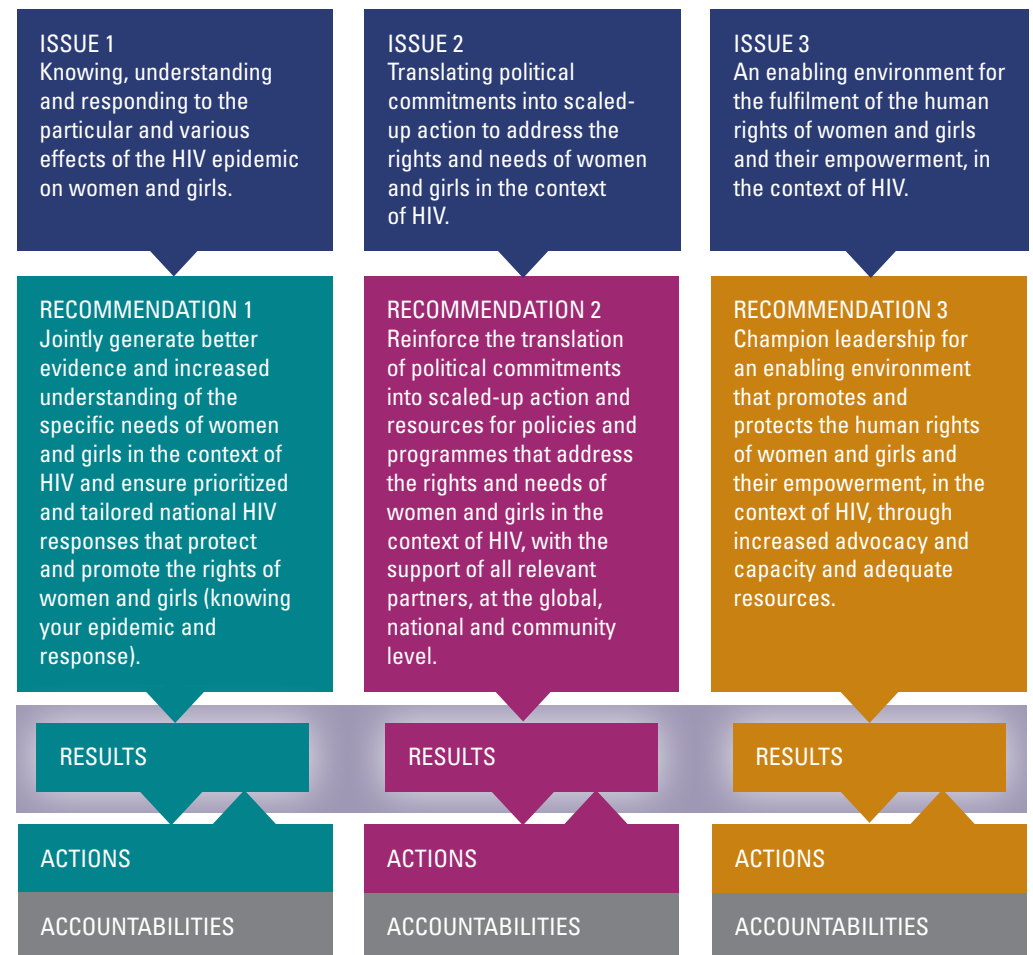 ISSUE 1
Knowing, understanding
and responding to the
particular and various
effects of the HIV epidemic
on women and girls.
ISSUE 2
Translating political
commitments into scaled-
up action to address the
rights and needs of women
and girls in the context
of HIV.
ISSUE 3
An enabling environment for
the fulfilment of the human
rights of women and girls
and their empowerment, in
the context of HIV.
RECOMMENDATION 1
Jointly generate better
evidence and increased
understanding of the
specific needs of women
and girls in the context of
HIV and ensure prioritized
and tailored national HIV
responses that protect
and promote the rights of
women and girls (knowing
your epidemic and
response).
RECOMMENDATION 2
Reinforce the translation
of political commitments
into scaled-up action and
resources for policies and
programmes that address
the rights and needs of
women and girls in the
context of HIV, with the
support of all relevant
partners, at the global,
national and community
level.
RECOMMENDATION 3
Champion leadership for
an enabling environment
that promotes and
protects the human rights
of women and girls and
their empowerment, in the
context of HIV, through
increased advocacy and
capacity and adequate
resources.
RESULTS
RESULTS
RESULTS
ACTIONS
ACTIONS
ACTIONS
ACCOUNTABILITIES
ACCOUNTABILITIES
ACCOUNTABILITIES